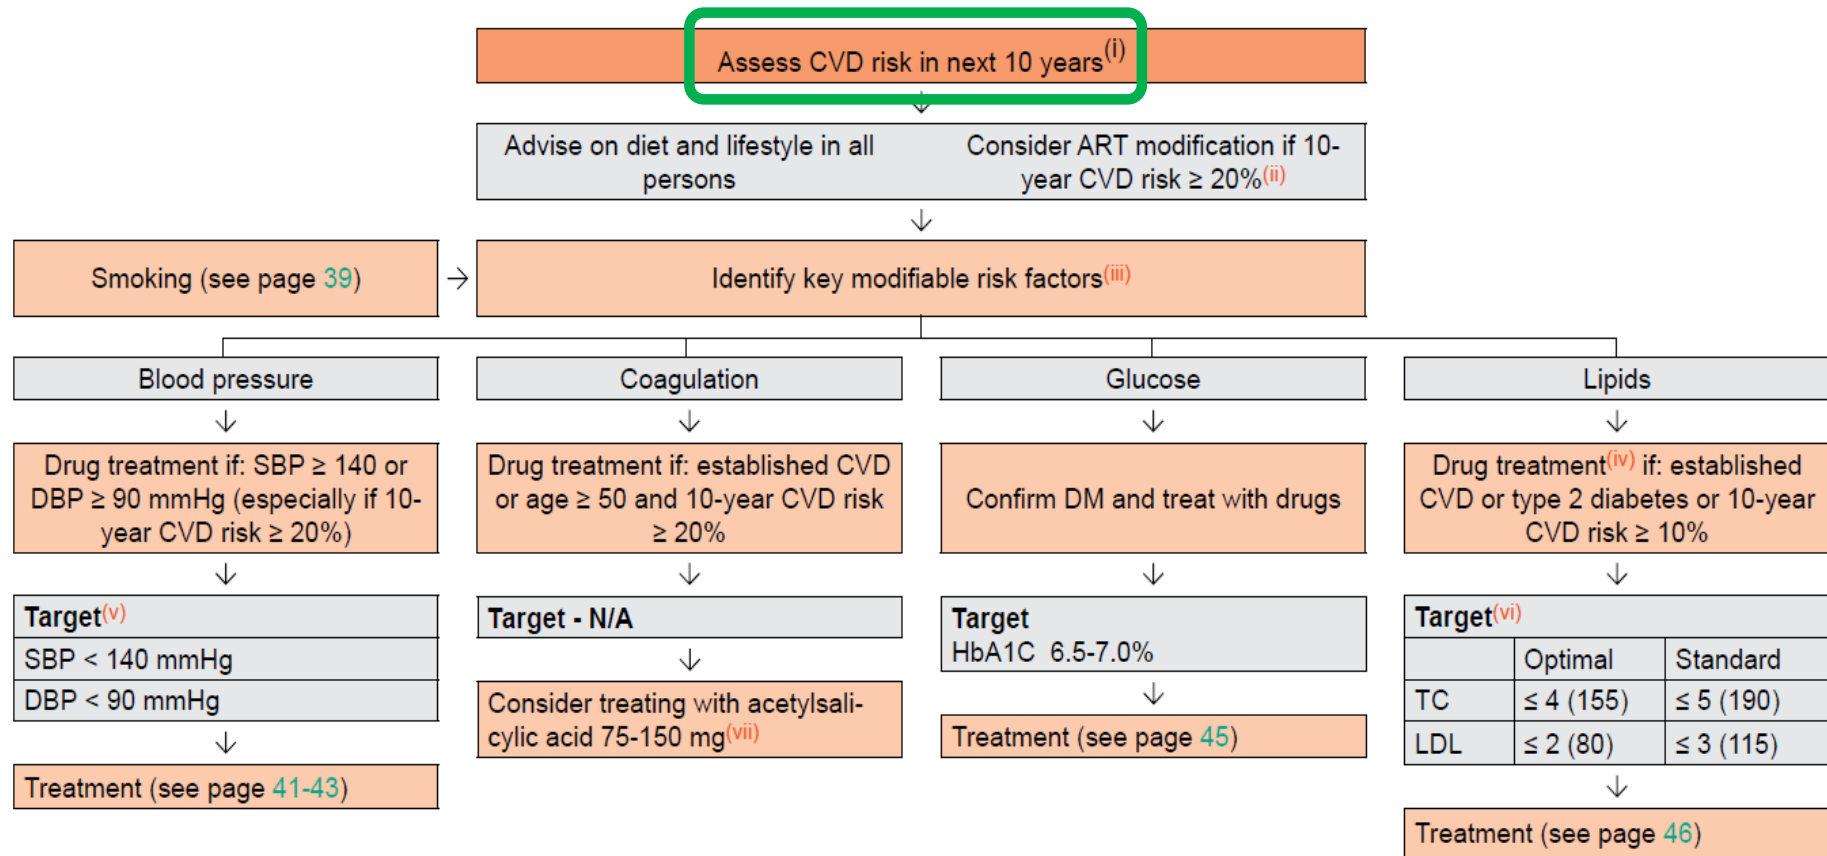 Assess CVD risk in next 10 years(i)
Advise on diet and lifestyle in all
persons
Consider ART modification if 10-
year CVD risk ≥ 20%(ii)
Smoking (see page 39)
Identify key modifiable risk factors(iii)
Blood pressure
Drug treatment if: SBP ≥ 140 or
DBP ≥ 90 mmHg (especially if 10-
year CVD risk ≥ 20%)
Target(v)
SBP < 140 mmHg
DBP < 90 mmHg
Treatment (see page 41-43)
Coagulation
Drug treatment if: established CVD
or age ≥ 50 and 10-year CVD risk
≥ 20%
Target - N/A
Consider treating with acetylsali-
cylic acid 75-150 mg(vii)
Glucose
Confirm DM and treat with drugs
Target
HbA1C 6.5-7.0%
Treatment (see page 45)
Lipids
Drug treatment(iv) if: established
CVD or type 2 diabetes or 10-year
CVD risk ≥ 10%
Target(vi)
Optimal Standard
TC ≤ 4 (155) ≤ 5 (190)
LDL ≤ 2 (80) ≤ 3 (115)
Treatment (see page 46)